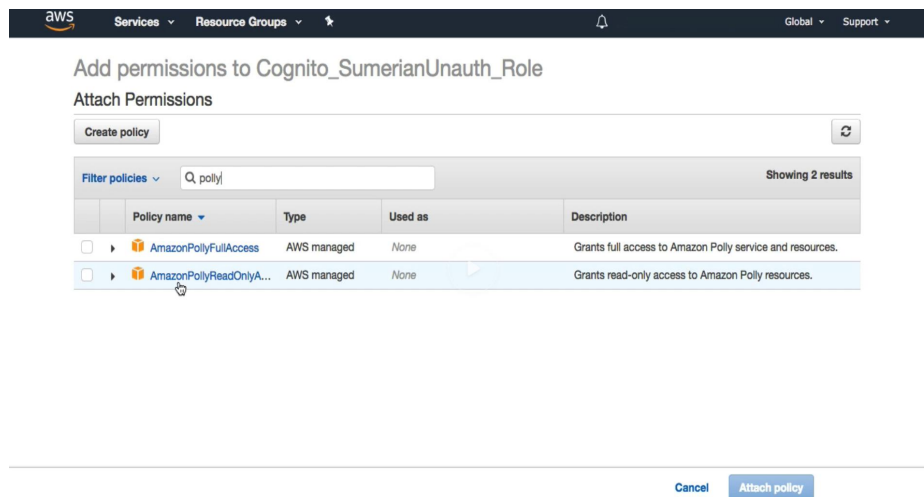 aws Services Resource Groups Global Support
Add permissions to Cognito_SumerianUnauth_Role
Attach Permissions
Create policy
Filter policies polly Showing 2 results
Policy name Type Used as Description
AmazonPollyFullAccess AWS managed None Grants full access to Amazon Polly service and resources.
AmazonPollyReadOnlyA... AWS managed None Grants read-only access to Amazon Polly resources.
Cancel Attach policy